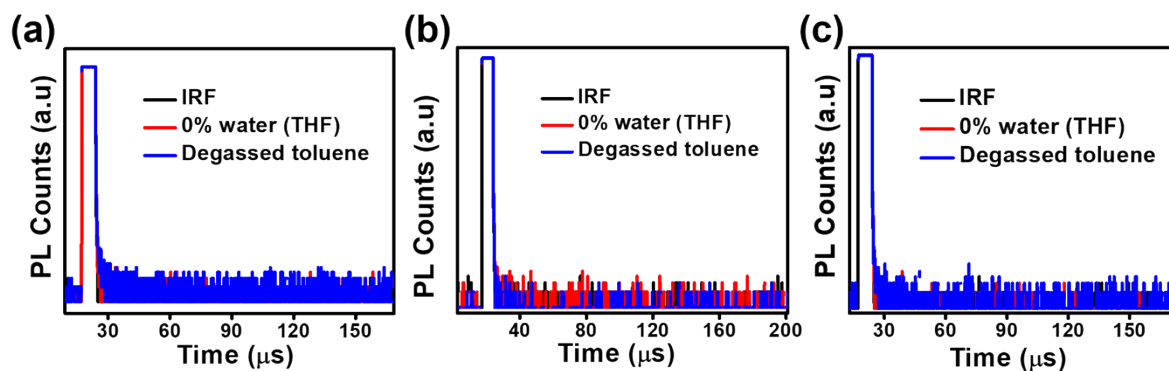 (a)
PL Counts (a.u)
IRF
0% water (THF)
Degassed toluene
30 60 90 120 150
Time (μs)
(b)
PL Counts (a.u)
IRF
0% water (THF)
Degassed toluene
40 80 120 160 200
Time (μs)
(c)
PL Counts (a.u)
IRF
0% water (THF)
Degassed toluene
30 60 90 120 150
Time (μs)